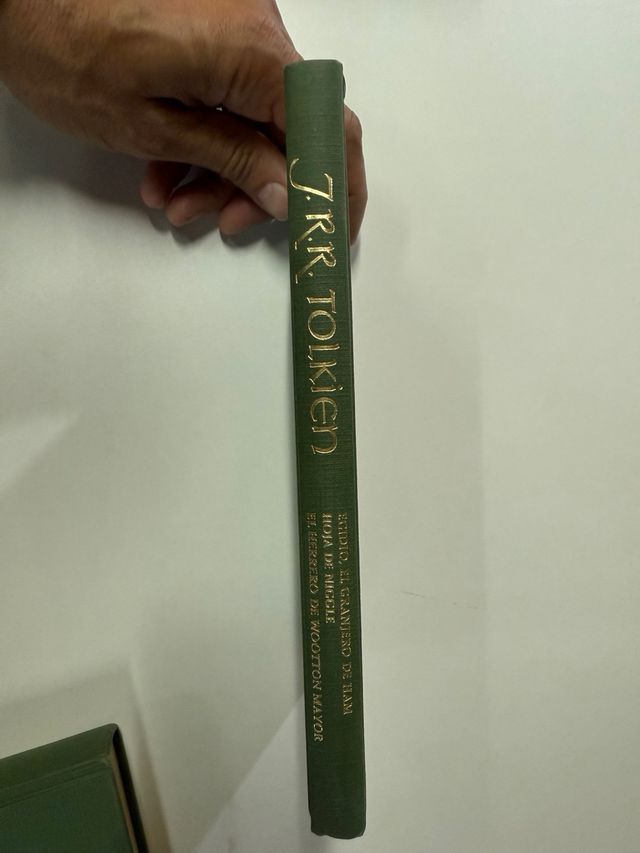 J.R.R. TOLKien
EGIDIO, EL GRANJERO DE HAM
HOJA DE NIGGLE
EL HERRERO DE WOOTTON MAYOR